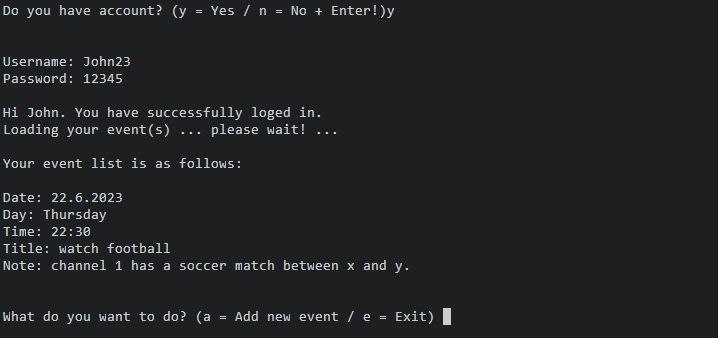 Do you have account? (y = Yes / n = No + Enter!)y
Username: John23
Password: 12345
Hi John. You have successfully loged in.
Loading your event(s) ... please wait! ...
Your event list is as follows:
Date: 22.6.2023
Day: Thursday
Time: 22:30
Title: watch football
Note: channel 1 has a soccer match between x and y.
What do you want to do? (a = Add new event / e = Exit)